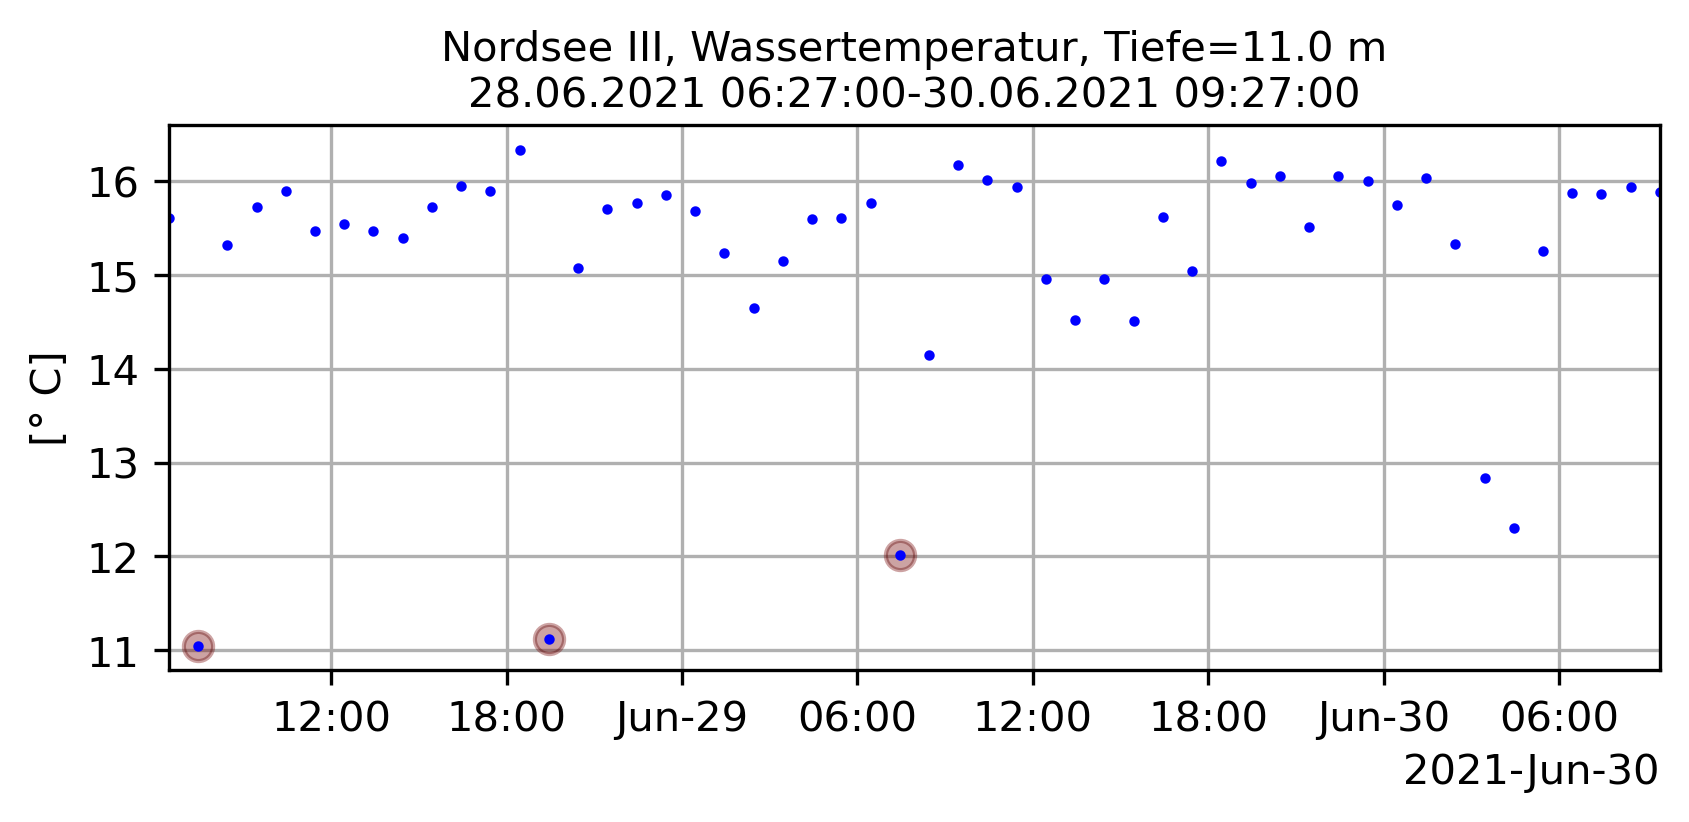 Nordsee III, Wassertemperatur, Tiefe=11.0 m
28.06.2021 06:27:00-30.06.2021 09:27:00
[° C]
16
15
14
13
12
11
12:00 18:00 Jun-29 06:00 12:00 18:00 Jun-30 06:00
2021-Jun-30